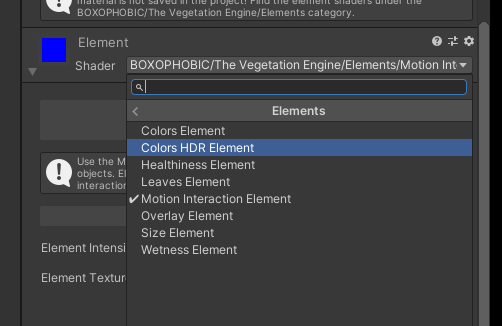 material is not saved in the project! Find the element shaders under the
BOXOPHOBIC/The Vegetation Engine/Elements category.
Element
Shader BOXOPHOBIC/The Vegetation Engine/Elements/Motion Int
Elements
Colors Element
Colors HDR Element
Healthiness Element
Leaves Element
Motion Interaction Element
Overlay Element
Size Element
Wetness Element
Use the M
objects. El
interaction
Element Intensi
Element Textur